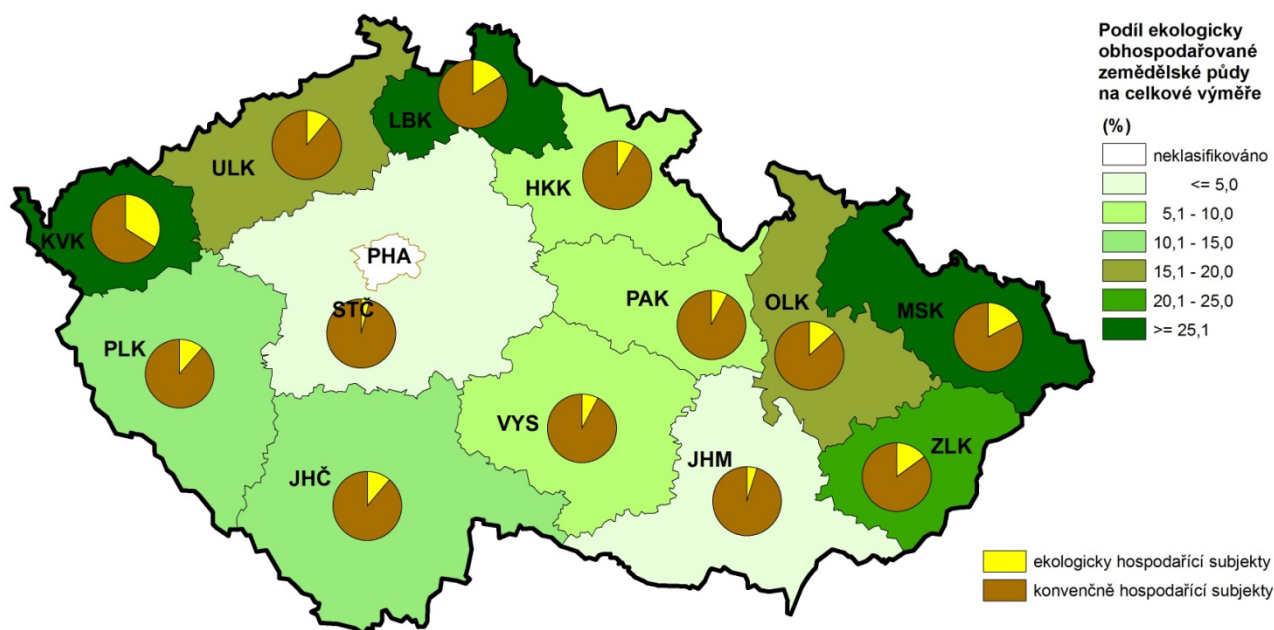 Podíl ekologicky
obhospodařované
zemědělské půdy
na celkové výměře
(%)
neklasifikováno
<= 5,0
5,1 - 10,0
10,1 - 15,0
15,1 - 20,0
20,1 - 25,0
>= 25,1
LBK
ULK
HKK
KVK
PHA
STČ
PAK
OLK
MSK
PLK
VYS
JHM
ZLK
JHČ
ekologicky hospodařící subjekty
konvenčně hospodařící subjekty